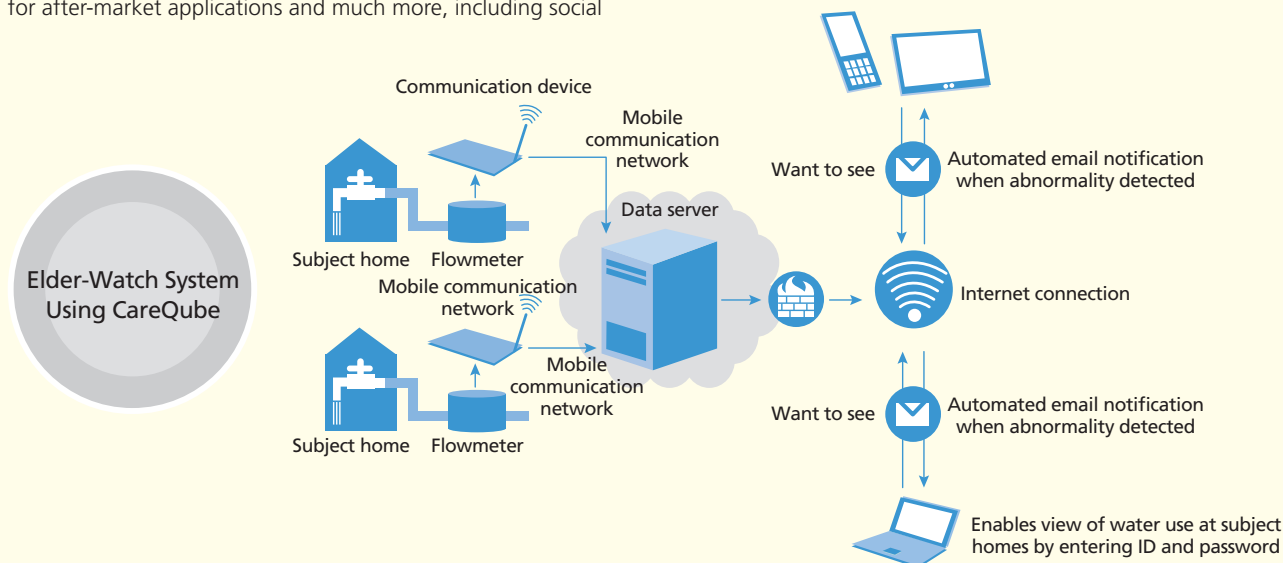 for after-market applications and much more, including social
Communication device
Mobile
communication
network
Want to see
Automated email notification
when abnormality detected
Data server
Subject home
Flowmeter
Elder-Watch System
Using CareQube
Mobile communication
network
Internet connection
Mobile
communication
network
Want to see
Automated email notification
when abnormality detected
Subject home
Flowmeter
Enables view of water use at subject
homes by entering ID and password